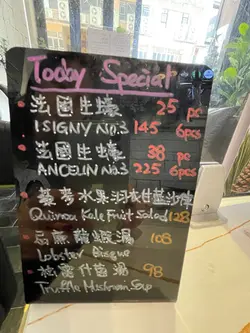 Today Special
法國生蠔 25 pc
ISIGNY No.3 145 6pcs
法國生蠔 38 pc
ANCELIN No.3 225 6pcs
藜麥水果羽衣甘藍沙律
Quinoa Kale Fruit Salad 128
法式龍蝦湯 108
Lobster Bisque
松露什菌湯 98
Truffle Mushroom Soup